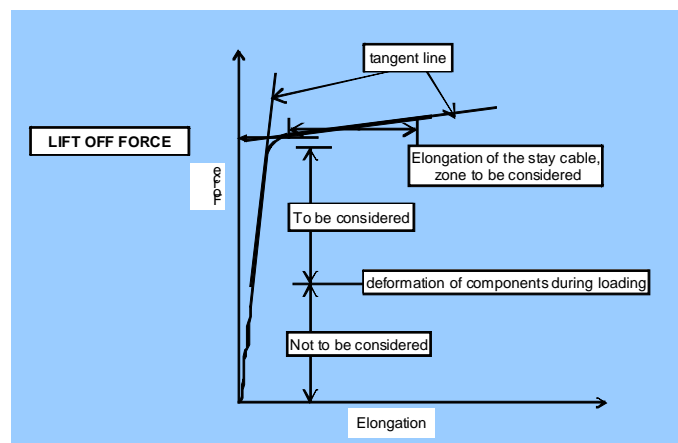 tangent line
LIFT OFF FORCE
Elongation of the stay cable,
zone to be considered
Force
To be considered
deformation of components during loading
Not to be considered
Elongation